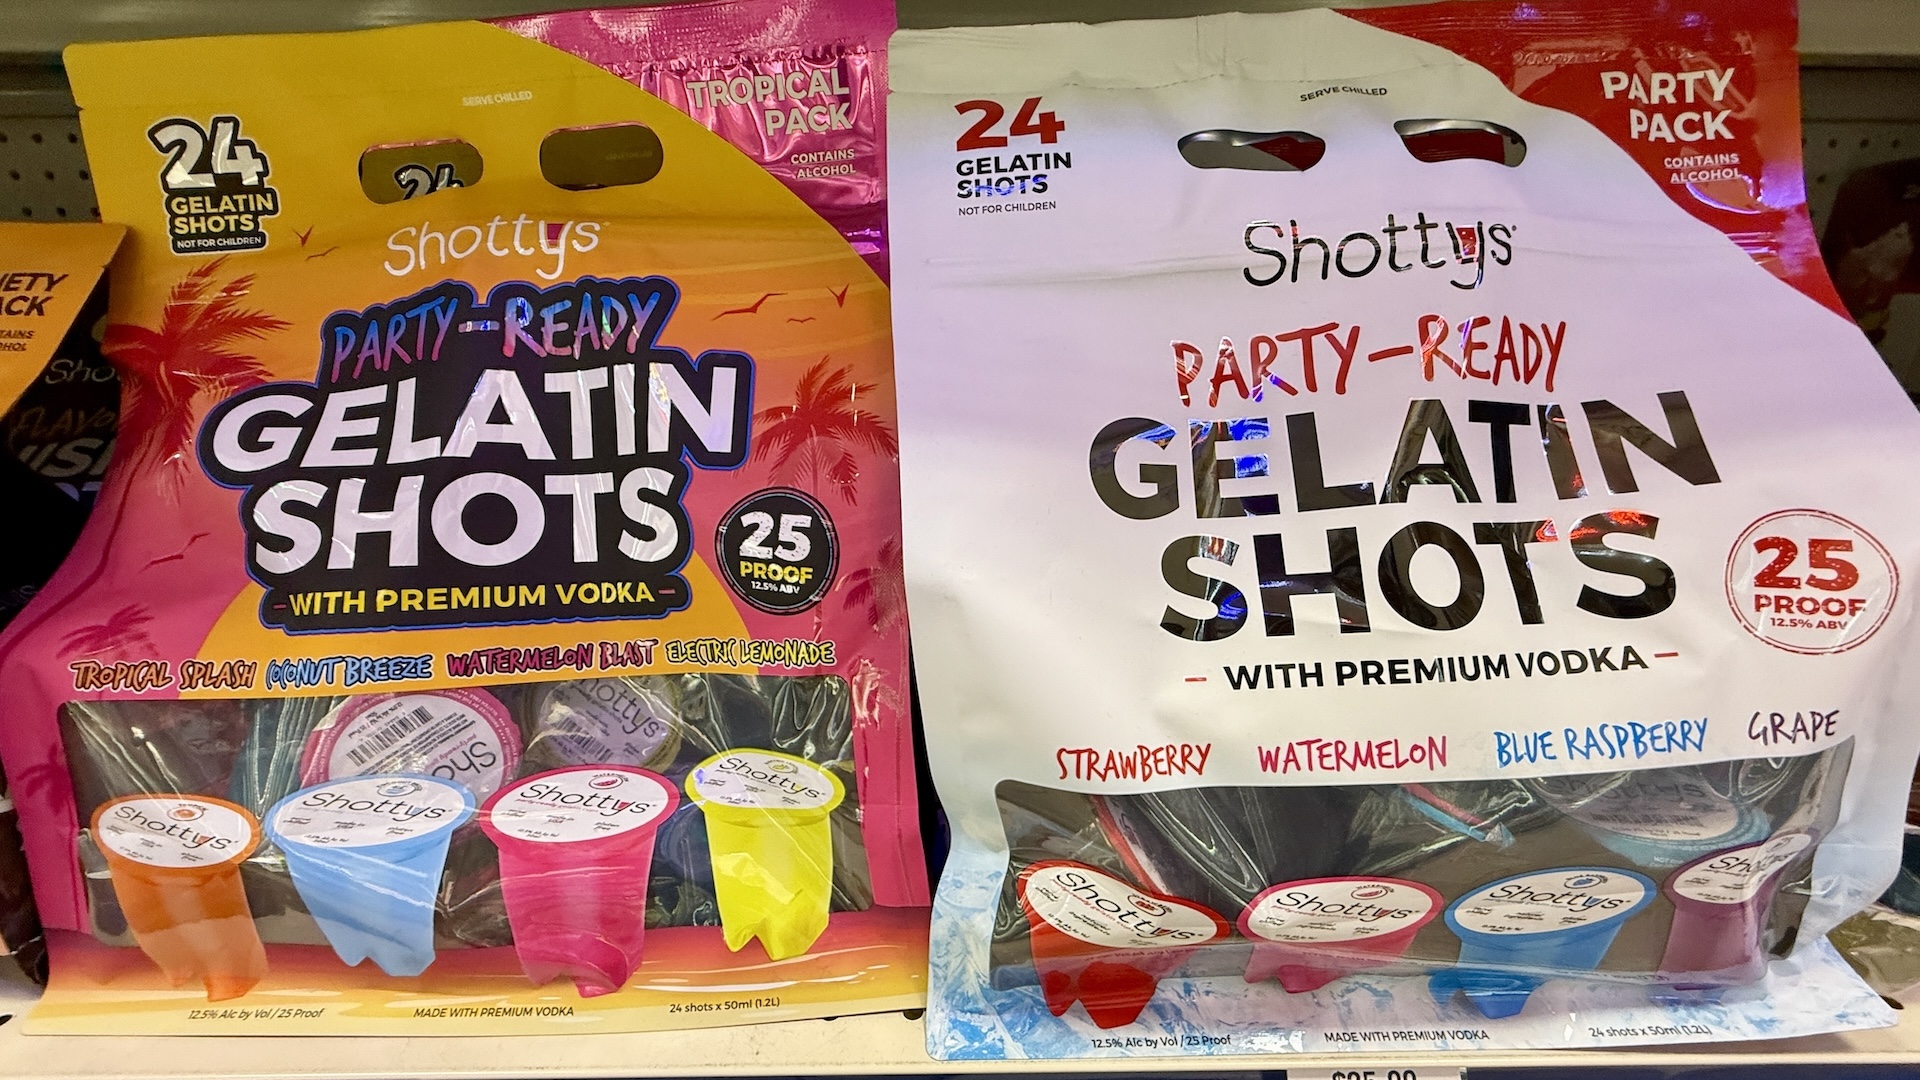 TROPICAL
PACK
CONTAINS
ALCOHOL
SERVE CHILLED
24
GELATIN
SHOTS
NOT FOR CHILDREN
Shottys
PARTY-READY
GELATIN
SHOTS
-WITH PREMIUM VODKA-
25
PROOF
12.5% ABV
TROPICAL SPLASH COCONUT BREEZE WATERMELON BLAST ELECTRIC LEMONADE
Shottys
Shottys
Shottys
Shottys
12.5% Alc by Vol / 25 Proof
MADE WITH PREMIUM VODKA
24 shots x 50ml (1.2L)
PARTY
PACK
CONTAINS
ALCOHOL
SERVE CHILLED
24
GELATIN
SHOTS
NOT FOR CHILDREN
Shottys
PARTY-READY
GELATIN
SHOTS
- WITH PREMIUM VODKA -
25
PROOF
12.5% ABV
STRAWBERRY WATERMELON BLUE RASPBERRY GRAPE
Shottys
Shottys
Shottys
12.5% Alc by Vol / 25 Proof
MADE WITH PREMIUM VODKA
24 shots x 50ml (1.2L)